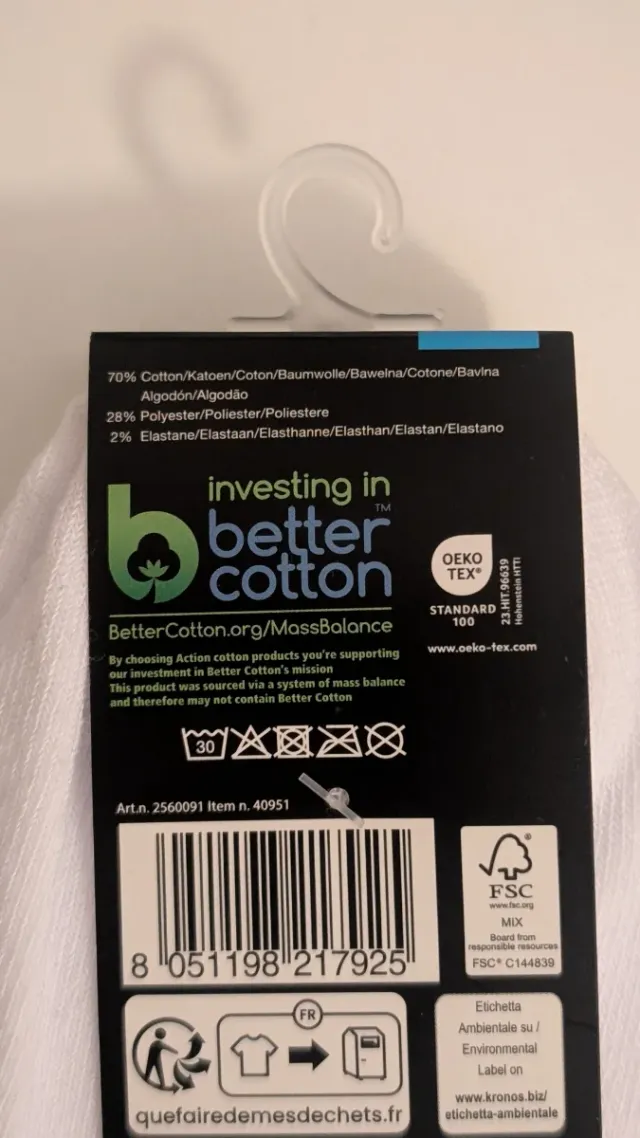 70% Cotton/Katoen/Coton/Baumwolle/Bawełna/Cotone/Bavlna
Algodón/Algodão
28% Polyester/Poliester/Poliestere
2% Elastane/Elastaan/Elasthanne/Elasthan/Elastan/Elastano
investing in
better™
cotton
BetterCotton.org/MassBalance
By choosing Action cotton products you're supporting
our investment in Better Cotton's mission
This product was sourced via a system of mass balance
and therefore may not contain Better Cotton
OEKO
TEX®
STANDARD
100
23.HIT.96639
Hohenstein HTTI
www.oeko-tex.com
30
Art.n. 2560091 Item n. 40951
8 051198 217925
FSC
www.fsc.org
MIX
Board from
responsible resources
FSC® C144839
FR
quefairedemesdechets.fr
Etichetta
Ambientale su /
Environmental
Label on
www.kronos.biz/
etichetta-ambientale